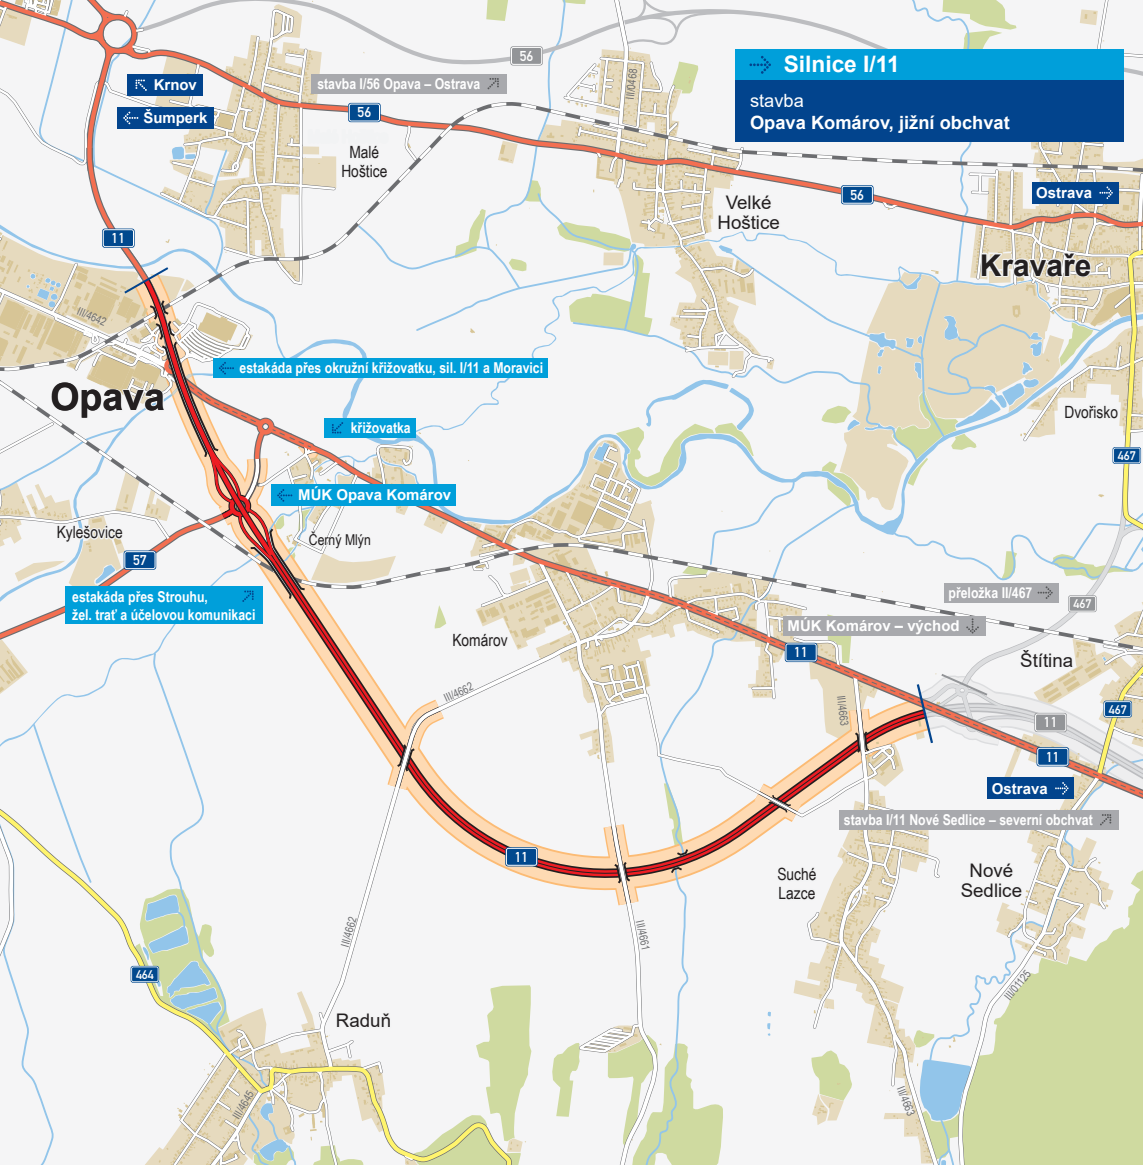 56
Silnice I/11
stavba
Opava Komárov, jižní obchvat
Krnov
Šumperk
stavba I/56 Opava – Ostrava
56
III/0468
Malé
Hoštice
Velké
Hoštice
56
Ostrava
Kravaře
11
III/4642
estakáda přes okružní křižovatku, sil. I/11 a Moravici
Opava
křižovatka
Dvořisko
467
MÚK Opava Komárov
Kylešovice
Černý Mlýn
57
estakáda přes Strouhu,
žel. trať a účelovou komunikaci
přeložka II/467
467
MÚK Komárov – východ
Komárov
11
Štítina
III/4662
III/4663
467
11
11
Ostrava
stavba I/11 Nové Sedlice – severní obchvat
11
Suché
Lazce
Nové
Sedlice
III/4662
III/4661
464
III/01125
Raduň
III/4645
III/4663